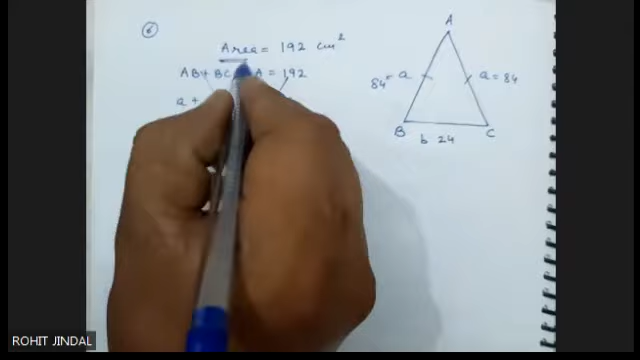 6
Area = 192 cm²
AB + BC A = 192
a +
A
84 = a
a = 84
B
b 24
C
ROHIT JINDAL